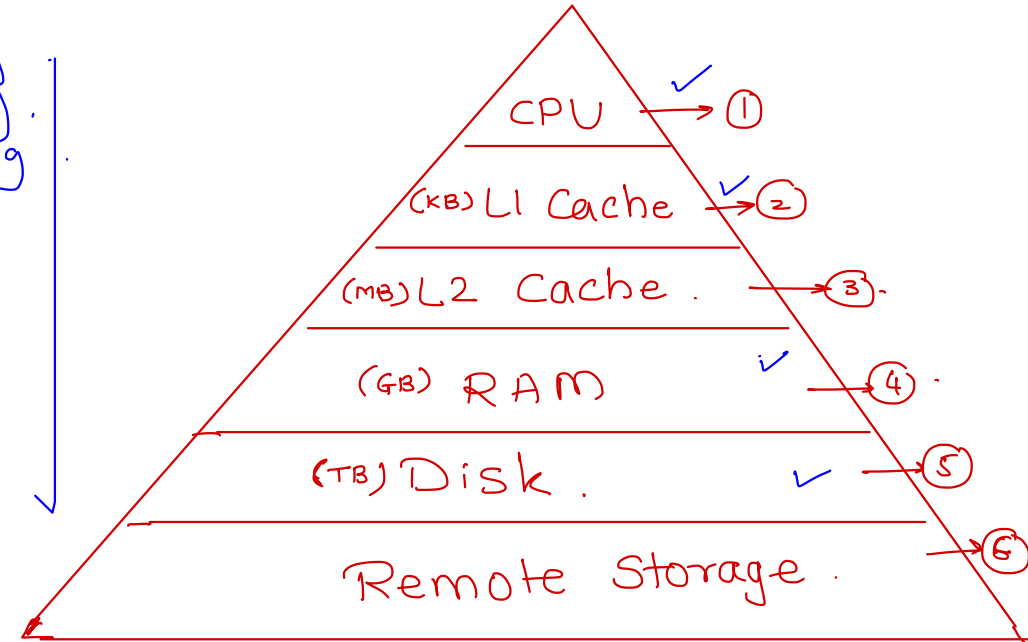 CPU → ①
(KB) L1 Cache → ②
(MB) L2 Cache . → ③.
(GB) RAM → ④.
(TB) Disk . → ⑤
Remote Storage . → ⑥